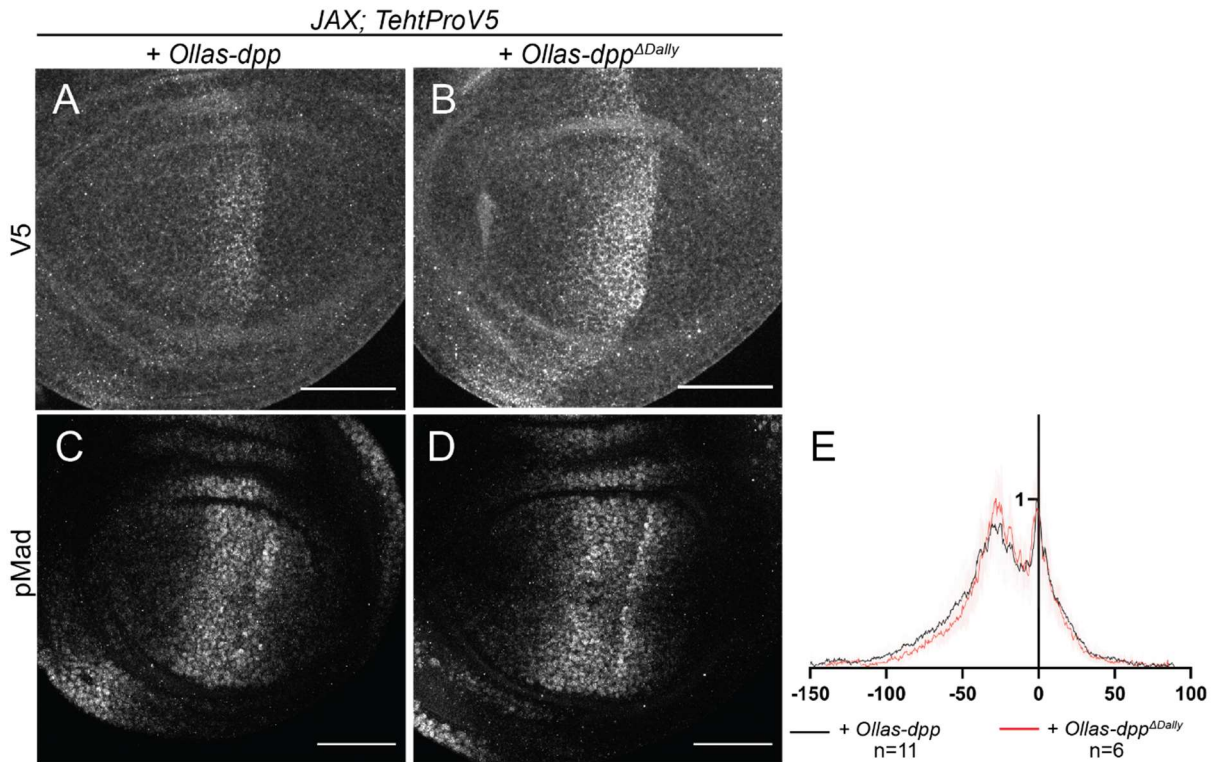 JAX; TehtProV5
+ Ollas-dpp
+ Ollas-dpp^ΔDally
A
B
V5
C
D
E
pMad
1
-150 -100 -50 0 50 100
+ Ollas-dpp
n=11
+ Ollas-dpp^ΔDally
n=6